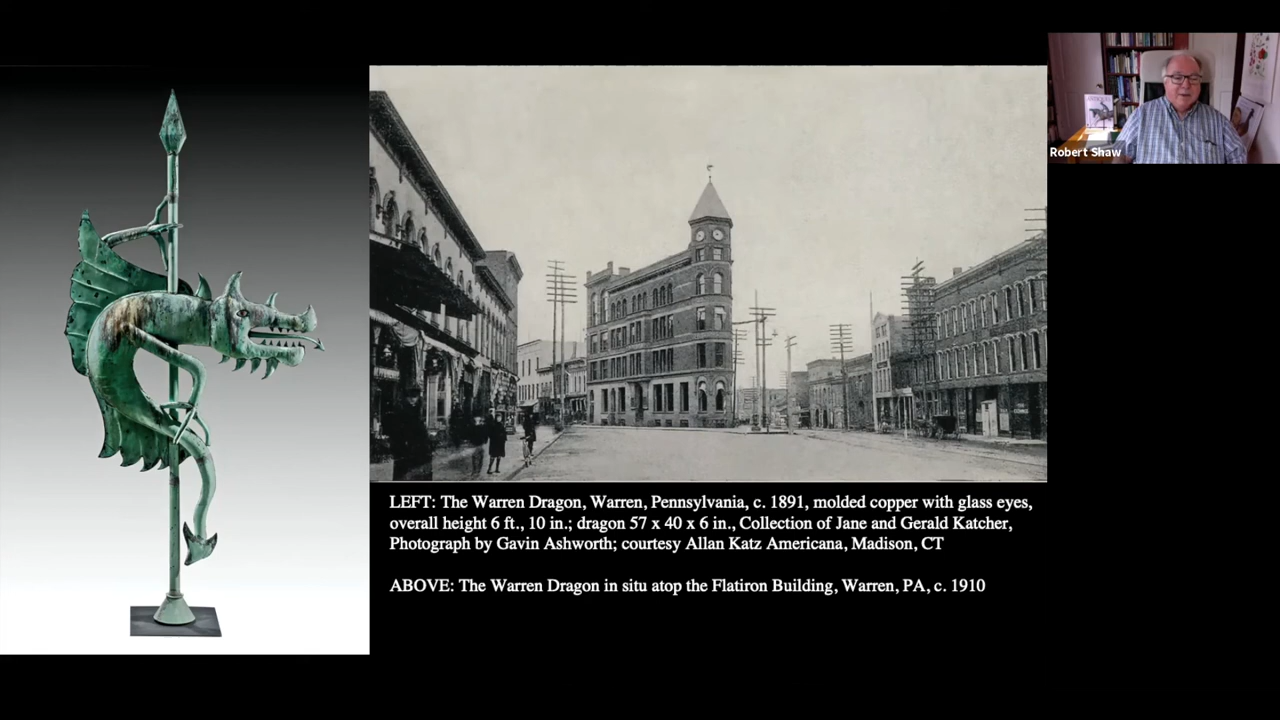 Robert Shaw
LEFT: The Warren Dragon, Warren, Pennsylvania, c. 1891, molded copper with glass eyes,
overall height 6 ft., 10 in.; dragon 57 x 40 x 6 in., Collection of Jane and Gerald Katcher,
Photograph by Gavin Ashworth; courtesy Allan Katz Americana, Madison, CT
ABOVE: The Warren Dragon in situ atop the Flatiron Building, Warren, PA, c. 1910